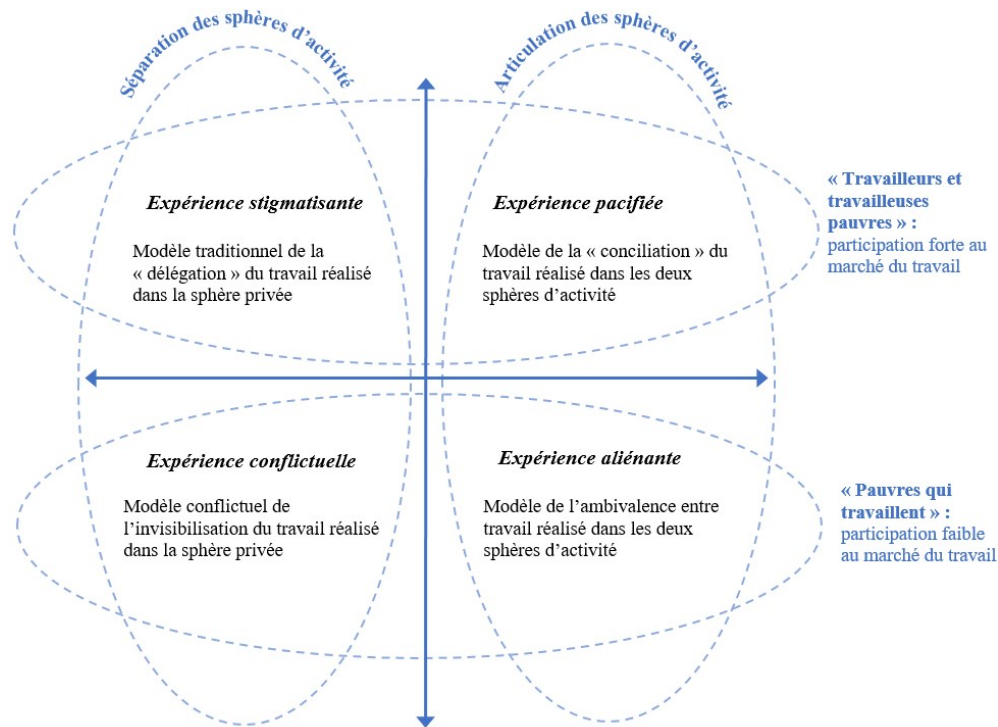 Séparation des sphères d'activité
Articulation des sphères d'activité
Expérience stigmatisante
Modèle traditionnel de la
« délégation » du travail réalisé
dans la sphère privée
Expérience pacifiée
Modèle de la « conciliation » du
travail réalisé dans les deux
sphères d'activité
« Travailleurs et
travailleuses
pauvres » :
participation forte au
marché du travail
Expérience conflictuelle
Modèle conflictuel de
l'invisibilisation du travail réalisé
dans la sphère privée
Expérience aliénante
Modèle de l'ambivalence entre
travail réalisé dans les deux
sphères d'activité
« Pauvres qui
travaillent » :
participation faible
au marché du travail